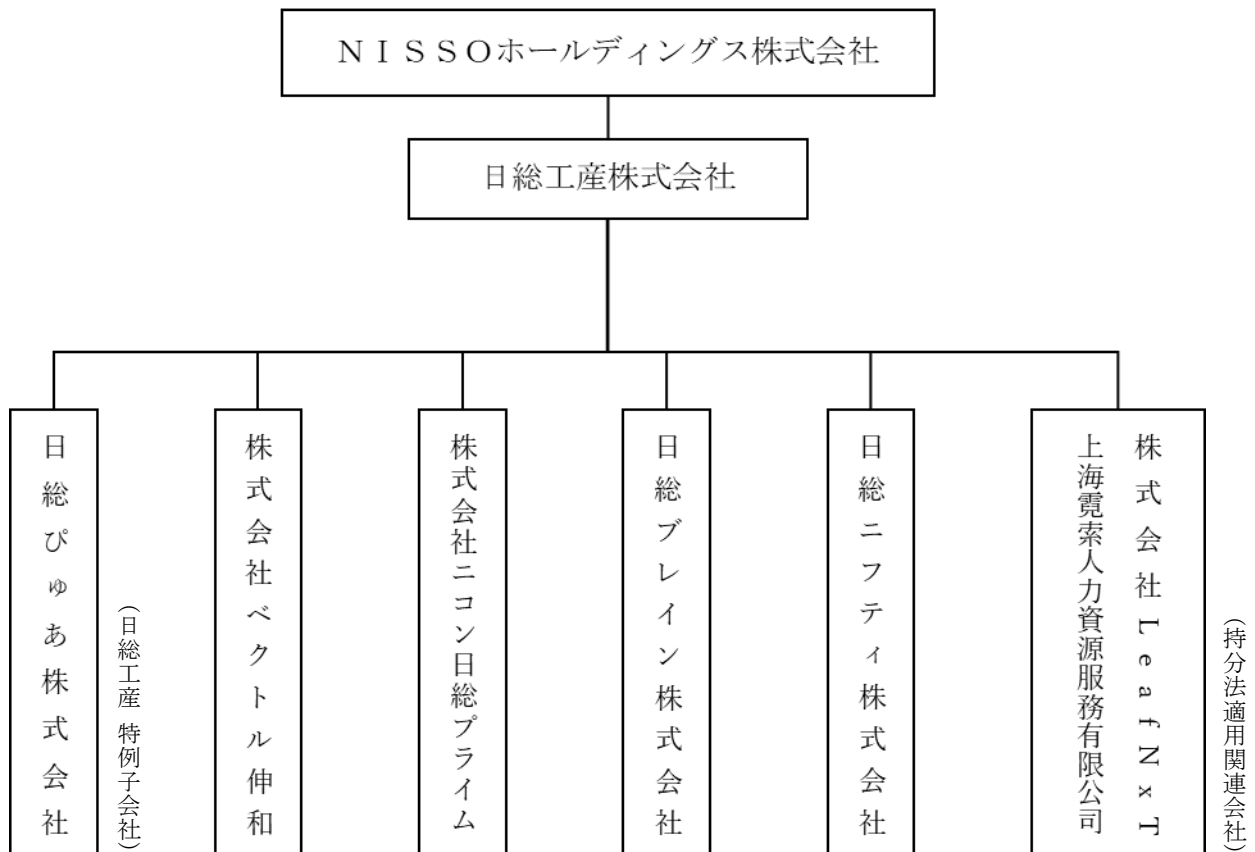 ＮＩＳＳＯホールディングス株式会社
日総工産株式会社
日総ぴゅあ株式会社
(日総工産 特例子会社)
株式会社ベクトル伸和
株式会社ニコン日総プライム
日総ブレイン株式会社
日総ニフティ株式会社
株式会社ＬｅａｆＮｘＴ
上海霓索人力資源服務有限公司
(持分法適用関連会社)